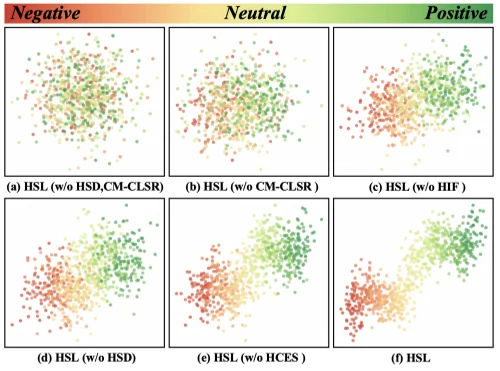 Negative Neutral Positive
(a) HSL (w/o HSD,CM-CLSR) (b) HSL (w/o CM-CLSR ) (c) HSL (w/o HIF )
(d) HSL (w/o HSD) (e) HSL (w/o HCES ) (f) HSL